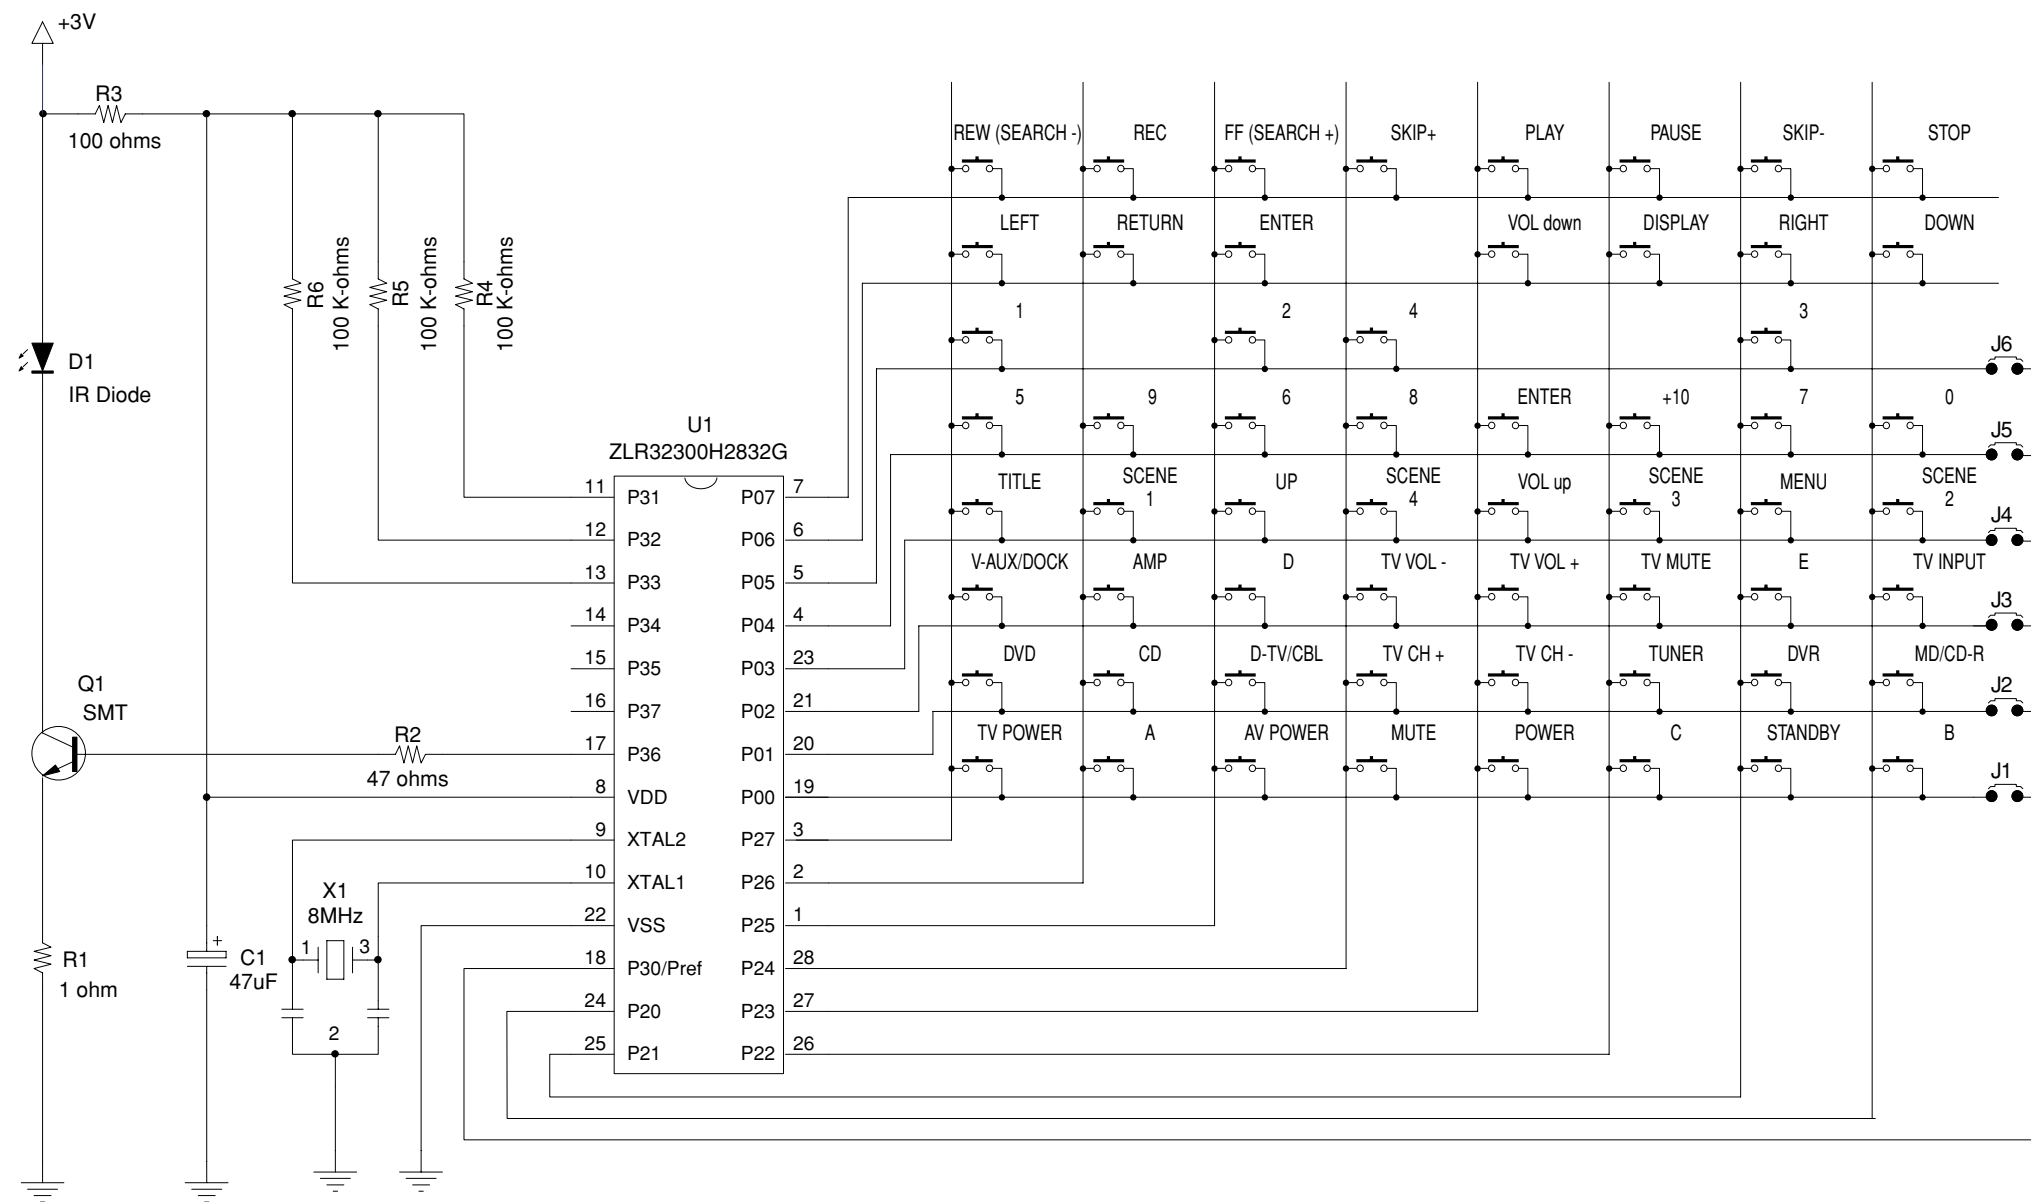 +3V
R3
100 ohms
REW (SEARCH -) REC FF (SEARCH +) SKIP+ PLAY PAUSE SKIP- STOP
LEFT RETURN ENTER VOL down DISPLAY RIGHT DOWN
1 2 4 3
J6
5 9 6 8 ENTER +10 7 0
J5
TITLE SCENE 1 UP SCENE 4 VOL up SCENE 3 MENU SCENE 2
J4
V-AUX/DOCK AMP D TV VOL - TV VOL + TV MUTE E TV INPUT
J3
DVD CD D-TV/CBL TV CH + TV CH - TUNER DVR MD/CD-R
J2
TV POWER A AV POWER MUTE POWER C STANDBY B
J1
R6
100 K-ohms
R5
100 K-ohms
R4
100 K-ohms
D1
IR Diode
U1
ZLR32300H2832G
11 P31 P07 7
12 P32 P06 6
13 P33 P05 5
14 P34 P04 4
15 P35 P03 23
16 P37 P02 21
17 P36 P01 20
8 VDD P00 19
9 XTAL2 P27 3
10 XTAL1 P26 2
22 VSS P25 1
18 P30/Pref P24 28
24 P20 P23 27
25 P21 P22 26
Q1
SMT
R2
47 ohms
X1
8MHz
1 3
2
+
C1
47uF
R1
1 ohm